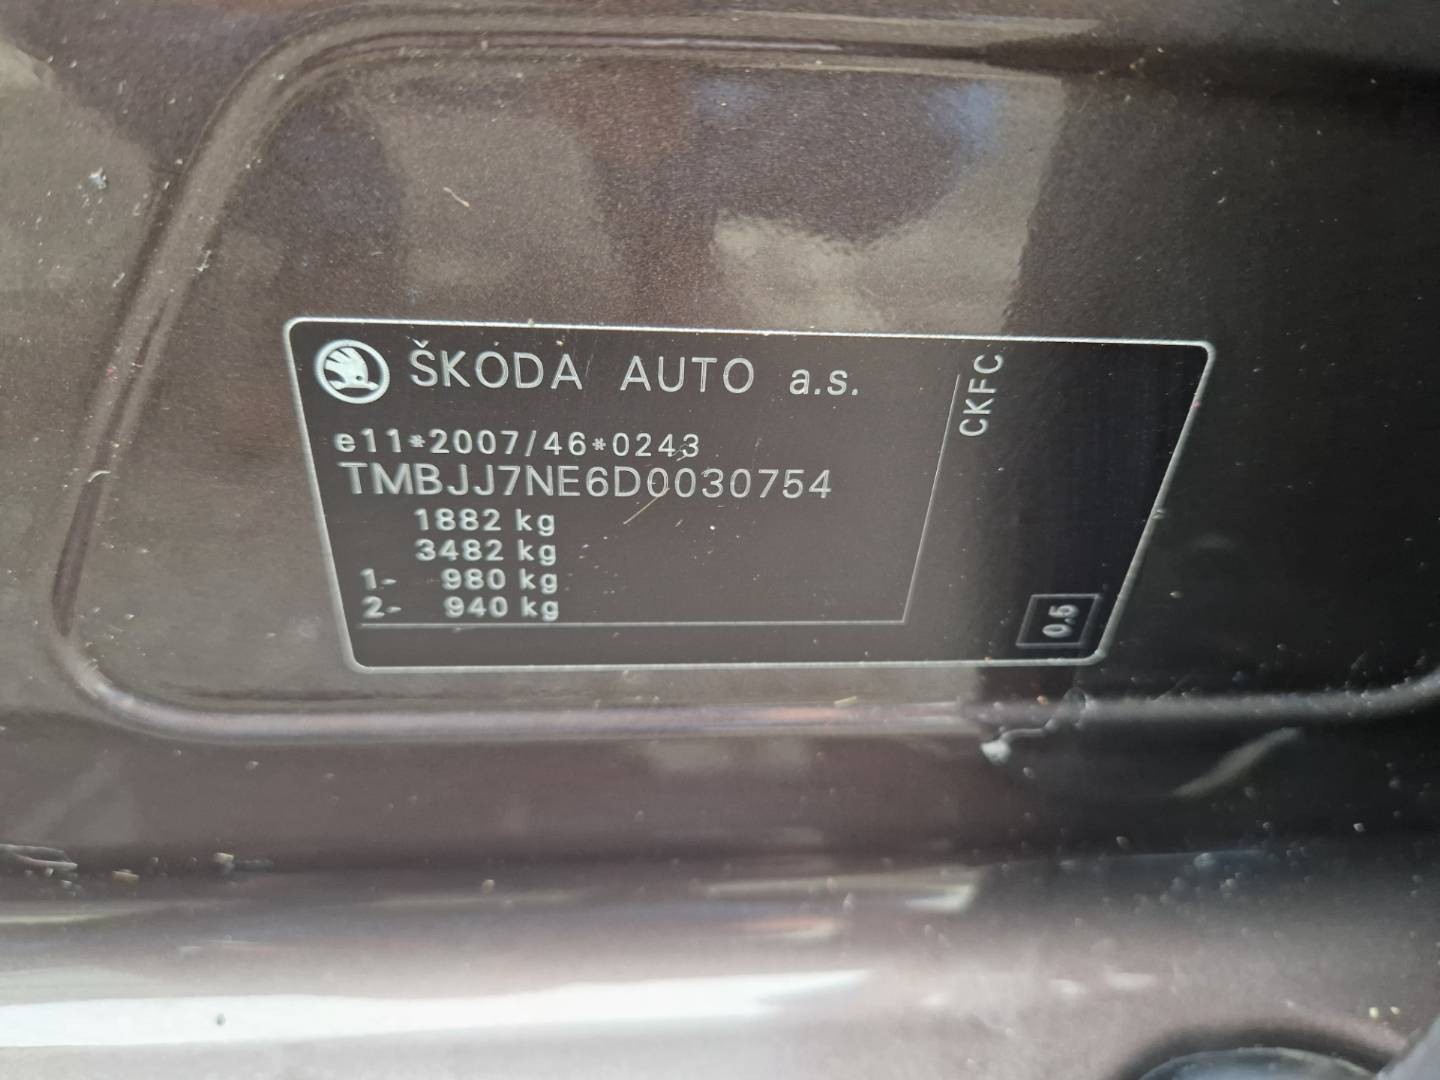 ŠKODA AUTO a.s.
e11*2007/46*0243
TMBJJ7NE6D0030754
1882 kg
3482 kg
1- 980 kg
2- 940 kg
CKFC
0.5